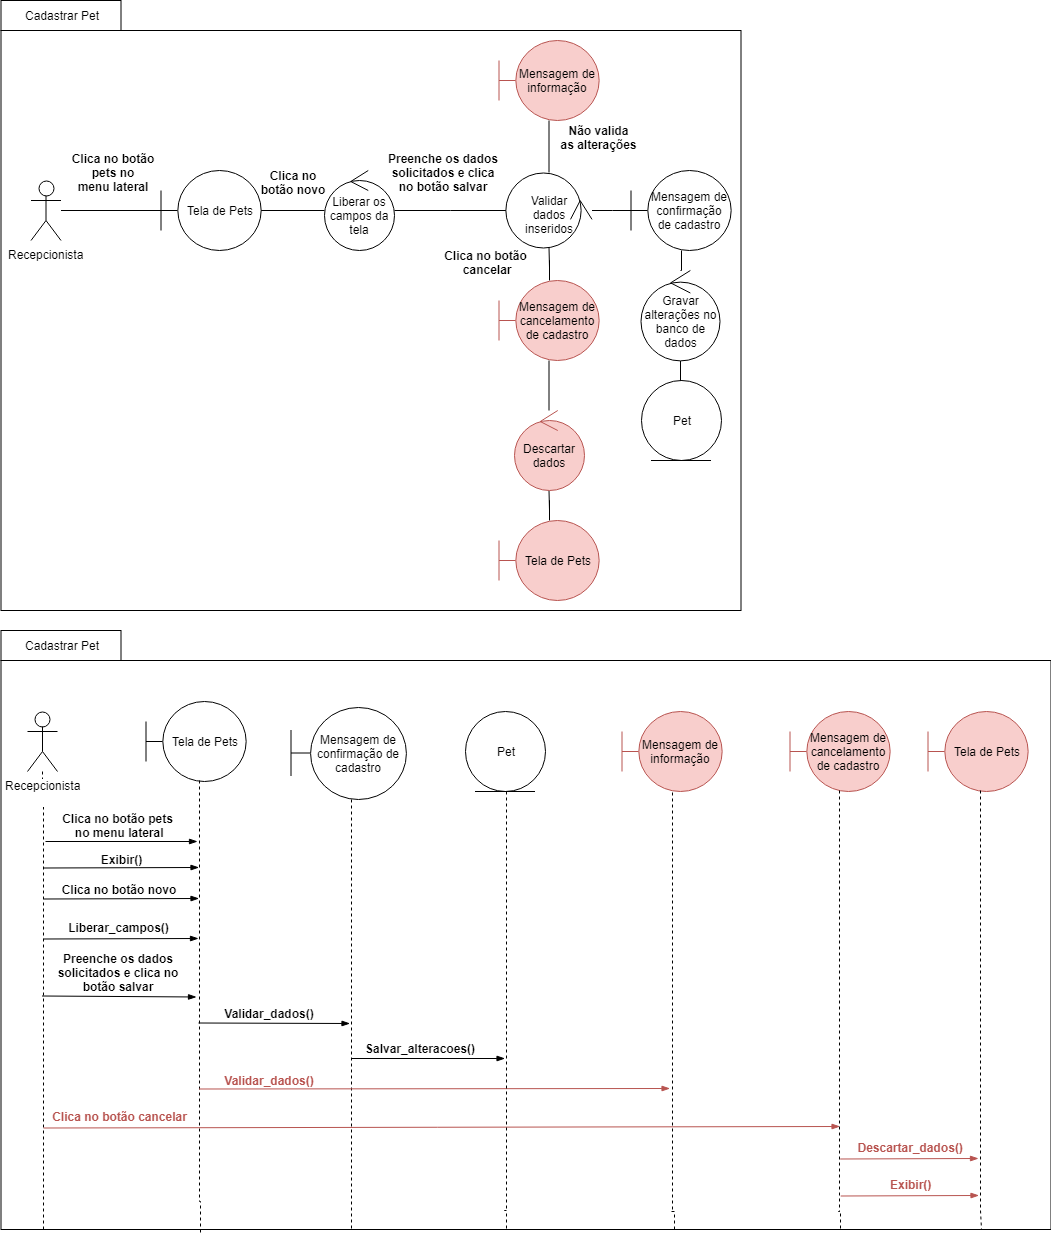 Cadastrar Pet
Mensagem de
informação
Não valida
as alterações
Clica no botão
pets no
menu lateral
Clica no
botão novo
Preenche os dados
solicitados e clica
no botão salvar
Recepcionista
Tela de Pets
Liberar os
campos da
tela
Validar
dados
inseridos
Mensagem de
confirmação
de cadastro
Clica no botão
cancelar
Mensagem de
cancelamento
de cadastro
Gravar
alterações no
banco de
dados
Pet
Descartar
dados
Tela de Pets
Cadastrar Pet
Recepcionista
Tela de Pets
Mensagem de
confirmação de
cadastro
Pet
Mensagem de
informação
Mensagem de
cancelamento
de cadastro
Tela de Pets
Clica no botão pets
no menu lateral
Exibir()
Clica no botão novo
Liberar_campos()
Preenche os dados
solicitados e clica no
botão salvar
Validar_dados()
Salvar_alteracoes()
Validar_dados()
Clica no botão cancelar
Descartar_dados()
Exibir()